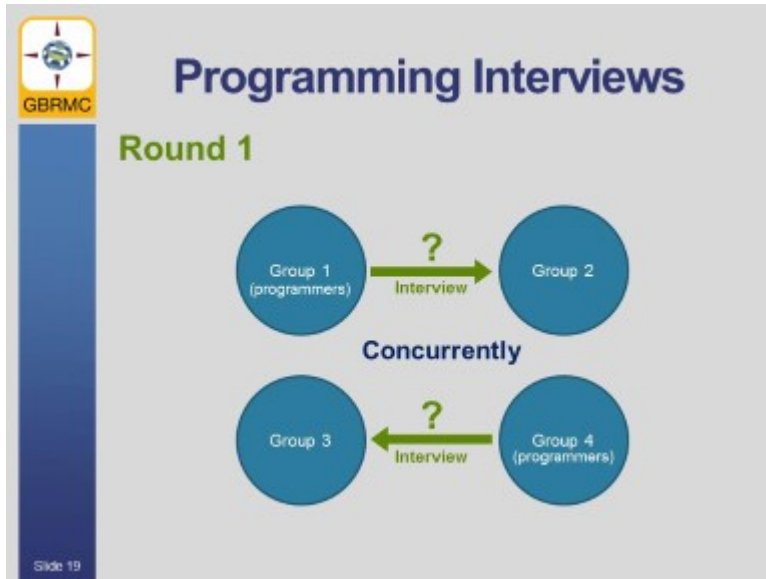 GBRMC
Programming Interviews
Round 1
Group 1
(programmers)
?
Interview
Group 2
Concurrently
Group 3
?
Interview
Group 4
(programmers)
Slide 19